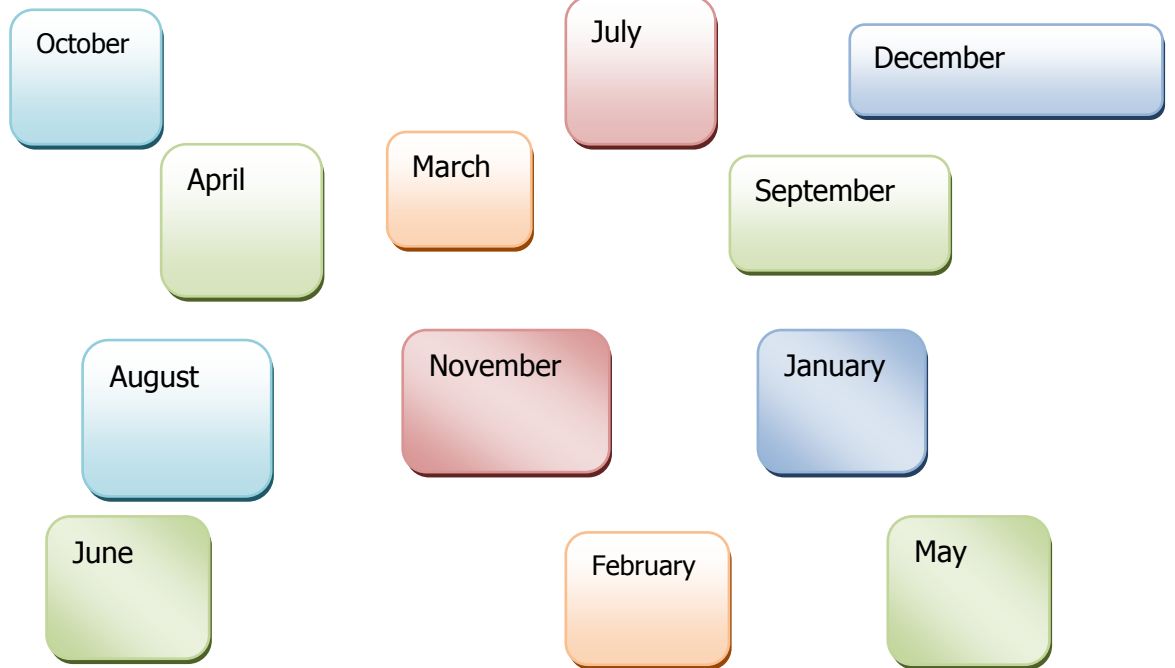 October
July
December
April
March
September
August
November
January
June
February
May